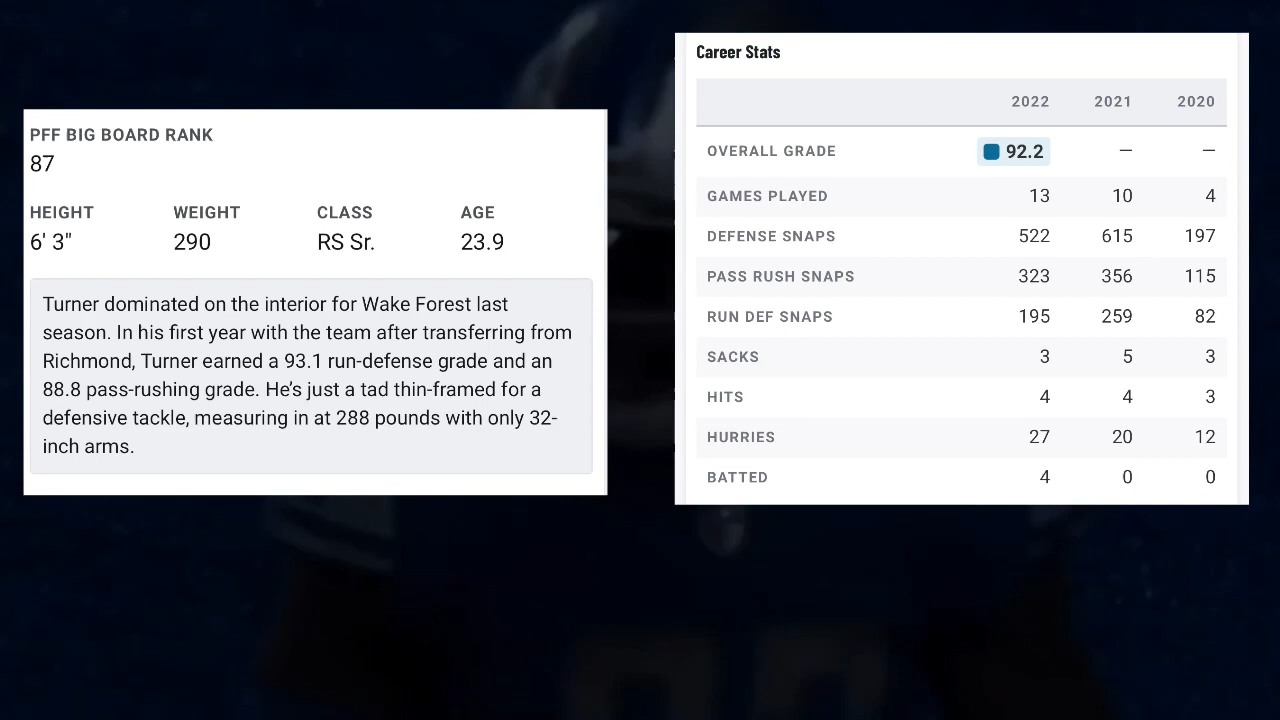 PFF BIG BOARD RANK
87
HEIGHT WEIGHT CLASS AGE
6' 3" 290 RS Sr. 23.9
Turner dominated on the interior for Wake Forest last
season. In his first year with the team after transferring from
Richmond, Turner earned a 93.1 run-defense grade and an
88.8 pass-rushing grade. He’s just a tad thin-framed for a
defensive tackle, measuring in at 288 pounds with only 32-
inch arms.
Career Stats
2022 2021 2020
OVERALL GRADE 92.2 — —
GAMES PLAYED 13 10 4
DEFENSE SNAPS 522 615 197
PASS RUSH SNAPS 323 356 115
RUN DEF SNAPS 195 259 82
SACKS 3 5 3
HITS 4 4 3
HURRIES 27 20 12
BATTED 4 0 0